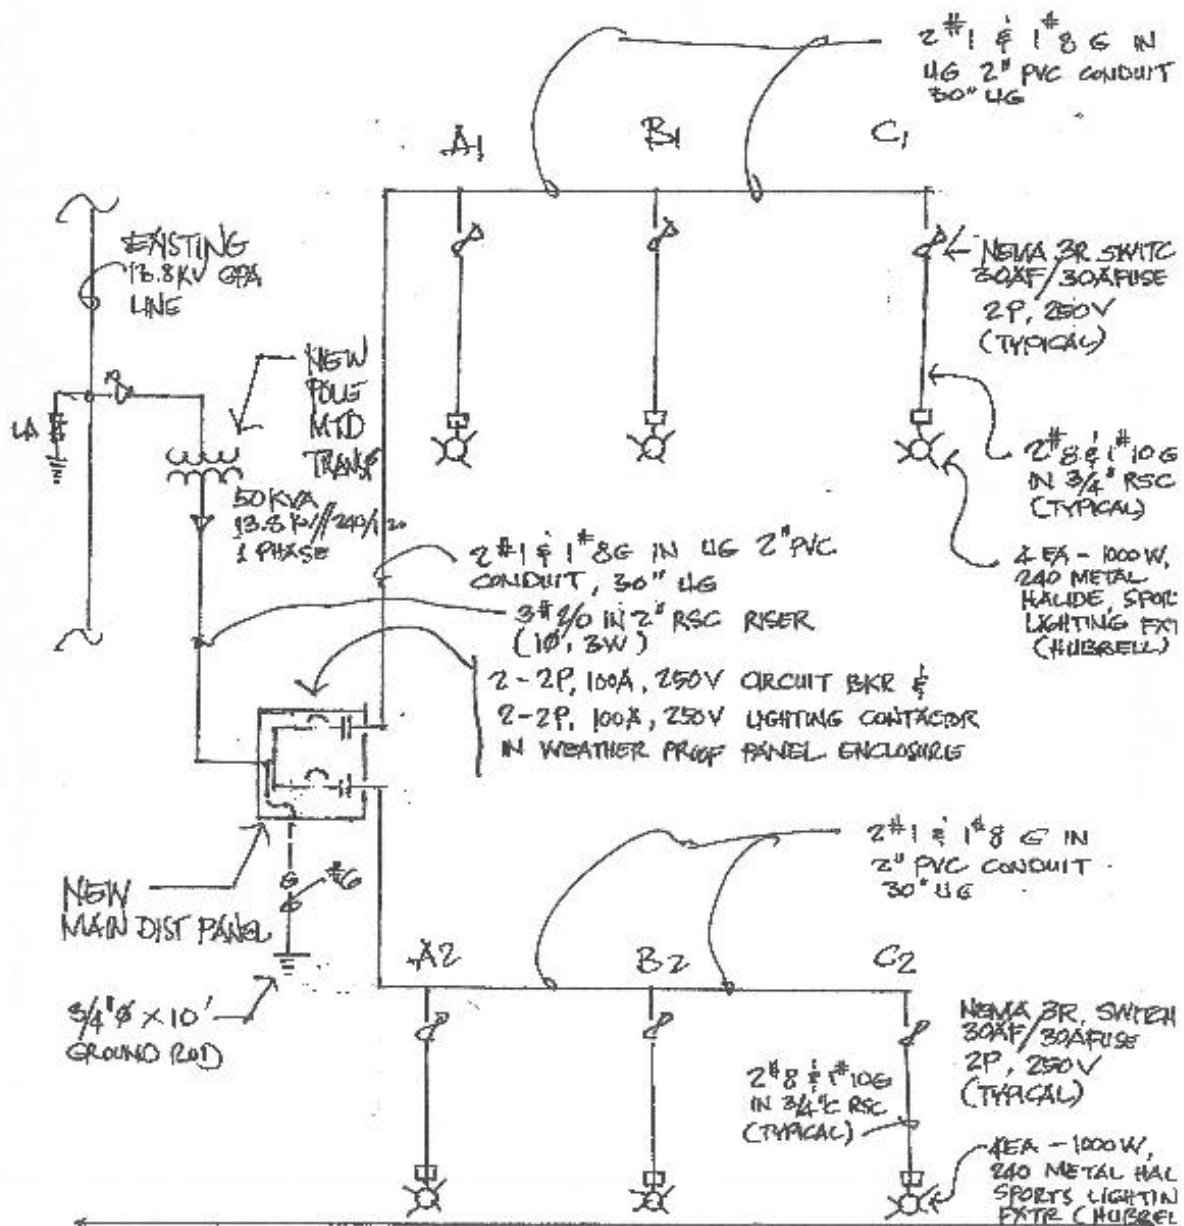 2 #1 & 1 #8 G IN
UG 2" PVC CONDUIT
30" UG
A1
B1
C1
EXISTING
13.8KV GPA
LINE
NEMA 3R SWITC
30AF/30AFUSE
2P, 250V
(TYPICAL)
NEW
POLE
MTD
TRANSF
LA
50KVA
13.8 KV//240/120
1 PHASE
2 #8 & 1 #10G
IN 3/4" RSC
(TYPICAL)
2 #1 & 1 #8G IN UG 2" PVC
CONDUIT, 30" UG
4 EA - 1000 W,
240 METAL
HALIDE, SPOR
LIGHTING FXT
(HUBBELL)
3 #2/0 IN 2" RSC RISER
(1Ø, 3W)
2-2P, 100A, 250V CIRCUIT BKR &
2-2P, 100A, 250V LIGHTING CONTACTOR
IN WEATHER PROOF PANEL ENCLOSURE
2 #1 & 1 #8 G IN
2" PVC CONDUIT
30" UG
#6
G
NEW
MAIN DIST PANEL
A2
B2
C2
3/4"Ø X 10'
GROUND ROD
NEMA 3R, SWITCH
30AF/30AFUSE
2P, 250V
(TYPICAL)
2 #8 & 1 #10G
IN 3/4"C RSC
(TYPICAL)
4EA - 1000W,
240 METAL HAL
SPORTS LIGHTIN
FXTR (HUBBEL